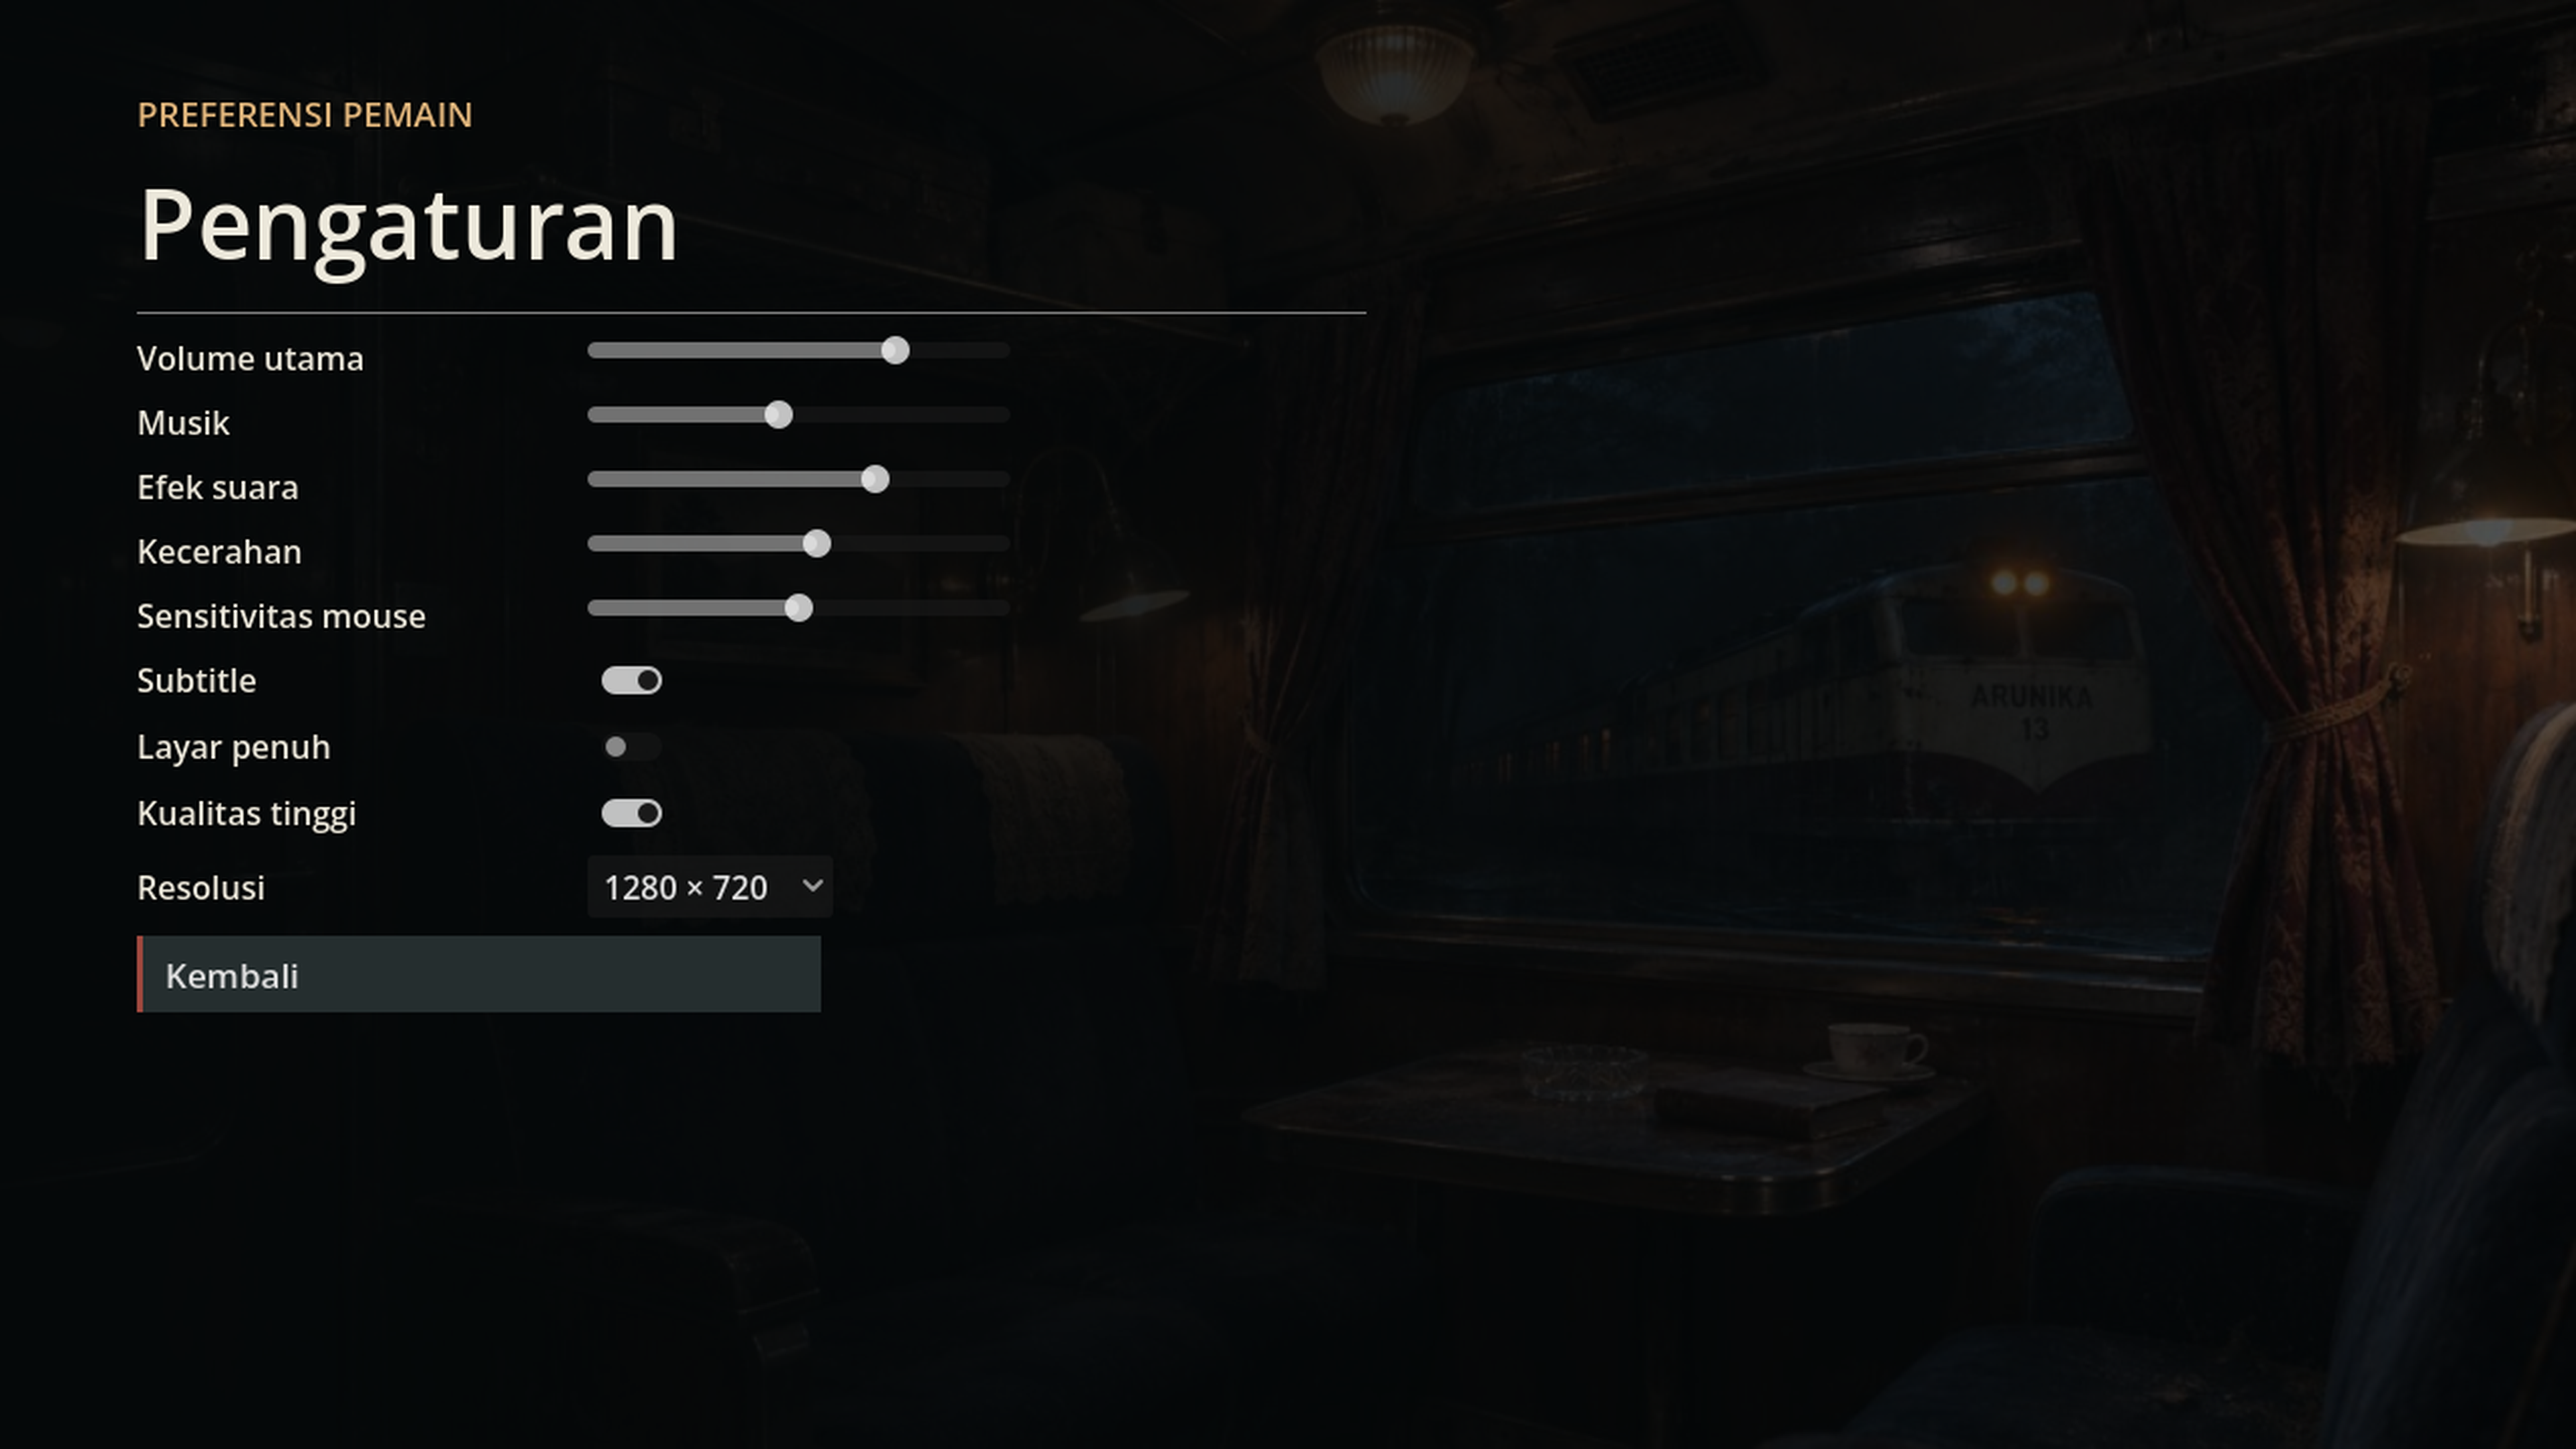 PREFERENSI PEMAIN
Pengaturan
Volume utama
Musik
Efek suara
Kecerahan
Sensitivitas mouse
Subtitle
Layar penuh
Kualitas tinggi
Resolusi
1280 × 720
Kembali
ARUNIKA
13